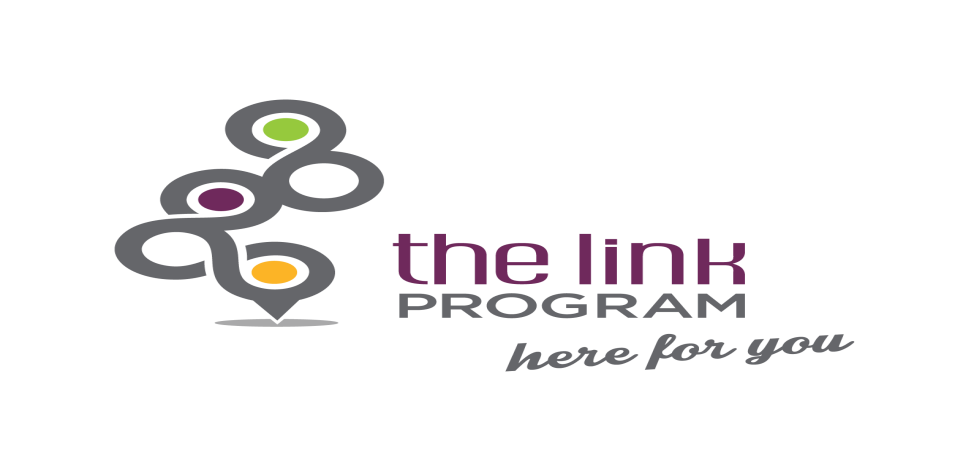 the link
PROGRAM
here for you